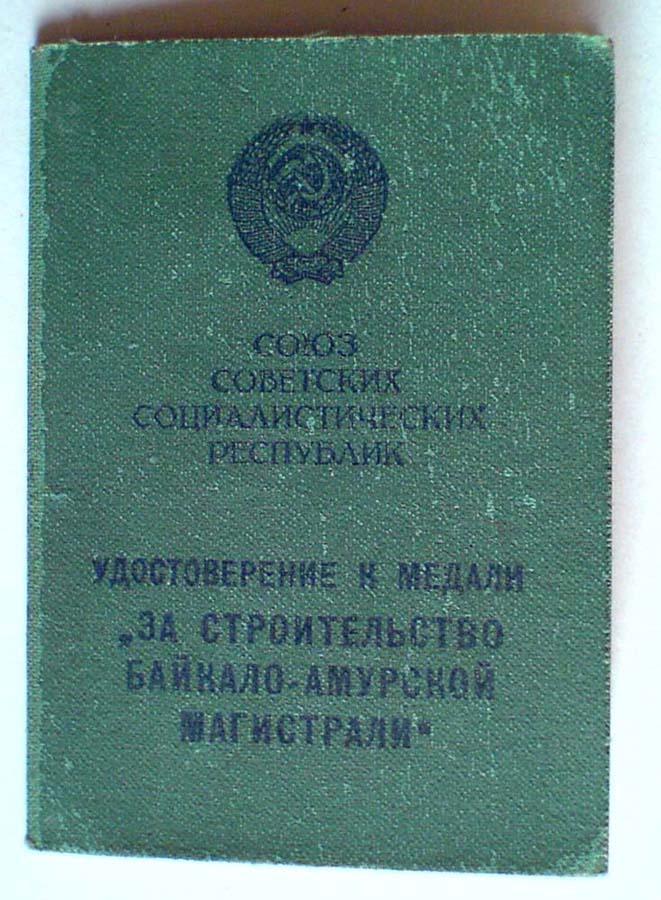 СОЮЗ
СОВЕТСКИХ
СОЦИАЛИСТИЧЕСКИХ
РЕСПУБЛИК
УДОСТОВЕРЕНИЕ К МЕДАЛИ
„ЗА СТРОИТЕЛЬСТВО
БАЙКАЛО-АМУРСКОЙ
МАГИСТРАЛИ“